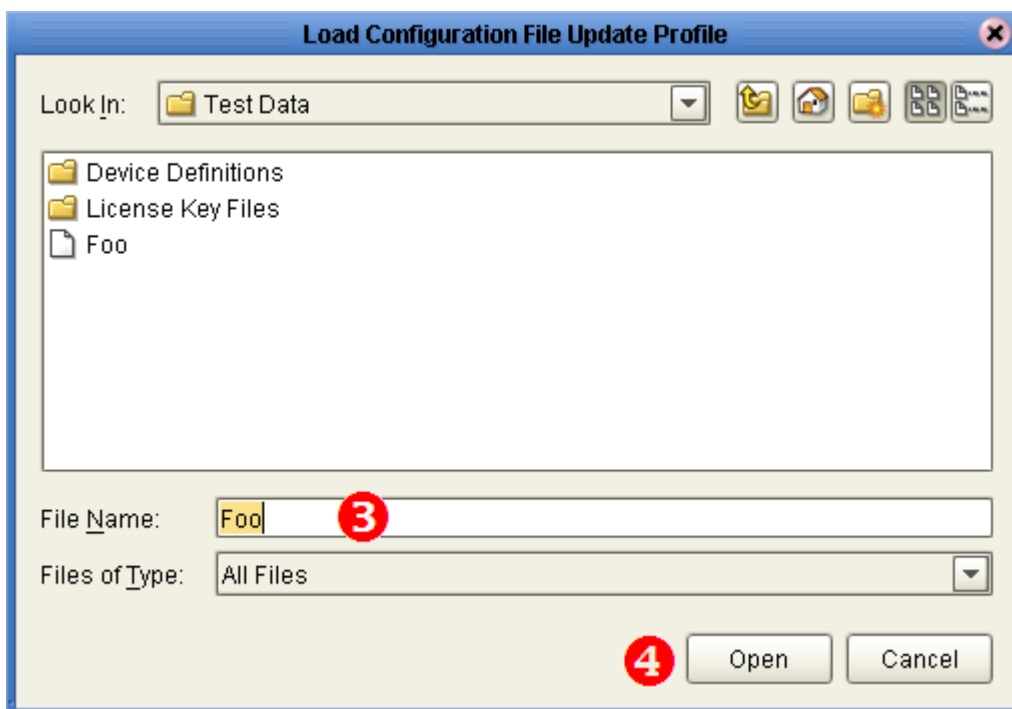 Load Configuration File Update Profile
Look In: Test Data
Device Definitions
License Key Files
Foo
File Name: Foo 3
Files of Type: All Files
4 Open Cancel